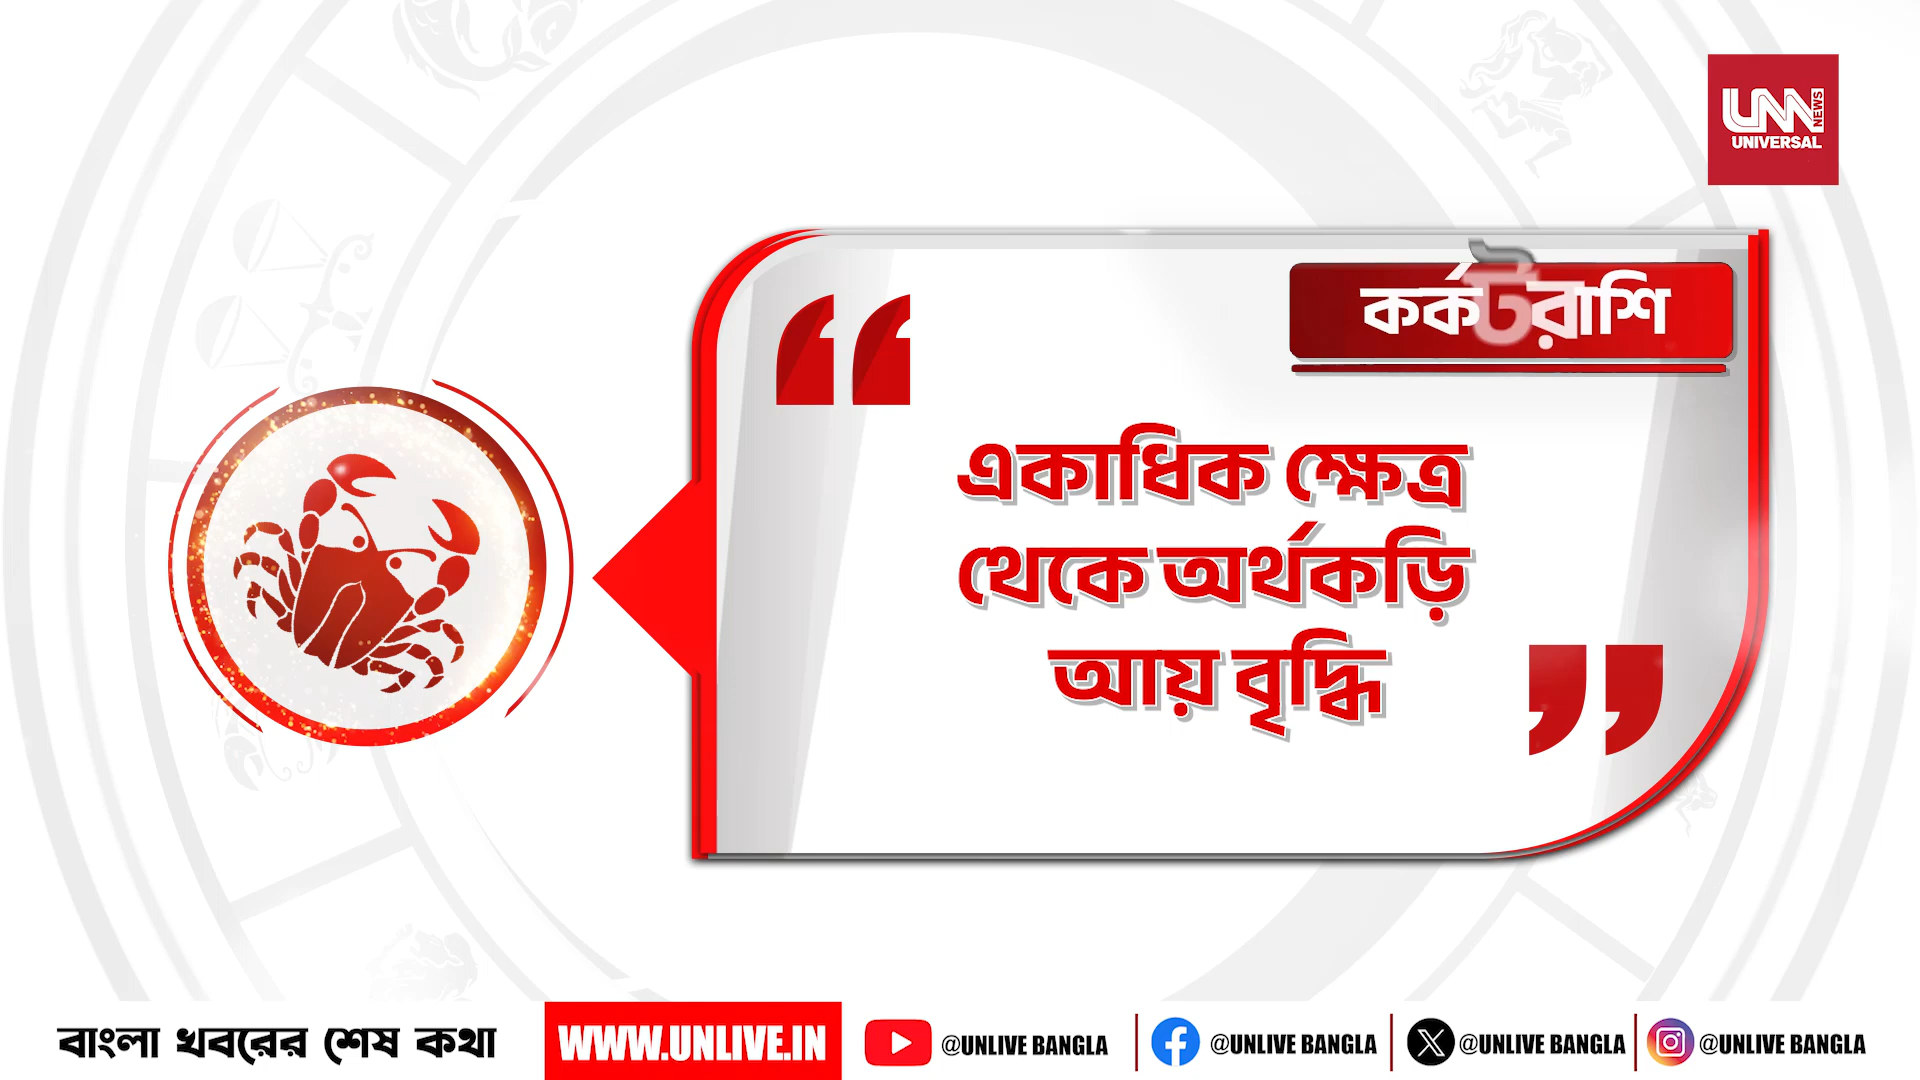 UNN NEWS
UNIVERSAL
কর্কটরাশি
একাধিক ক্ষেত্র
থেকে অর্থকড়ি
আয় বৃদ্ধি
বাংলা খবরের শেষ কথা
WWW.UNLIVE.IN
@UNLIVE BANGLA
@UNLIVE BANGLA
@UNLIVE BANGLA
@UNLIVE BANGLA